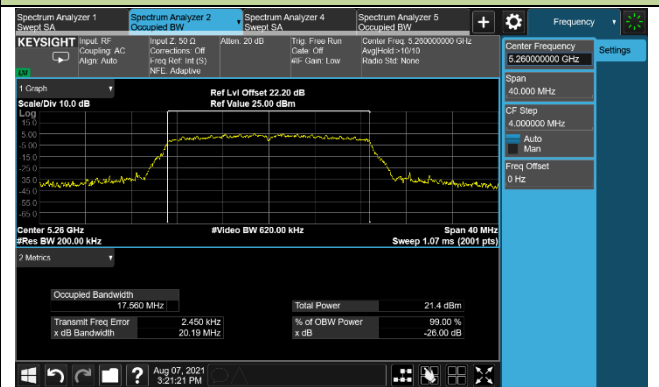 Spectrum Analyzer 1
Swept SA
Spectrum Analyzer 2
Occupied BW
Spectrum Analyzer 4
Swept SA
Spectrum Analyzer 5
Occupied BW
+
Frequency
KEYSIGHT
Input: RF
Coupling: AC
Align: Auto
Input Z: 50 Ω
Corrections: Off
Freq Ref: Int (S)
NFE: Adaptive
Atten: 20 dB
Trig: Free Run
Gate: Off
#IF Gain: Low
Center Freq: 5.260000000 GHz
Avg|Hold:>10/10
Radio Std: None
LXI
Center Frequency
5.260000000 GHz
Settings
Span
40.000 MHz
CF Step
4.000000 MHz
Auto
Man
Freq Offset
0 Hz
1 Graph
Scale/Div 10.0 dB
Ref Lvl Offset 22.20 dB
Ref Value 25.00 dBm
Log
15.0
5.00
-5.00
-15.0
-25.0
-35.0
-45.0
-55.0
-65.0
Center 5.26 GHz
#Video BW 620.00 kHz
Span 40 MHz
#Res BW 200.00 kHz
Sweep 1.07 ms (2001 pts)
2 Metrics
Occupied Bandwidth
17.560 MHz
Total Power
21.4 dBm
Transmit Freq Error
2.450 kHz
% of OBW Power
99.00 %
x dB Bandwidth
20.19 MHz
x dB
-26.00 dB
?
Aug 07, 2021
3:21:21 PM